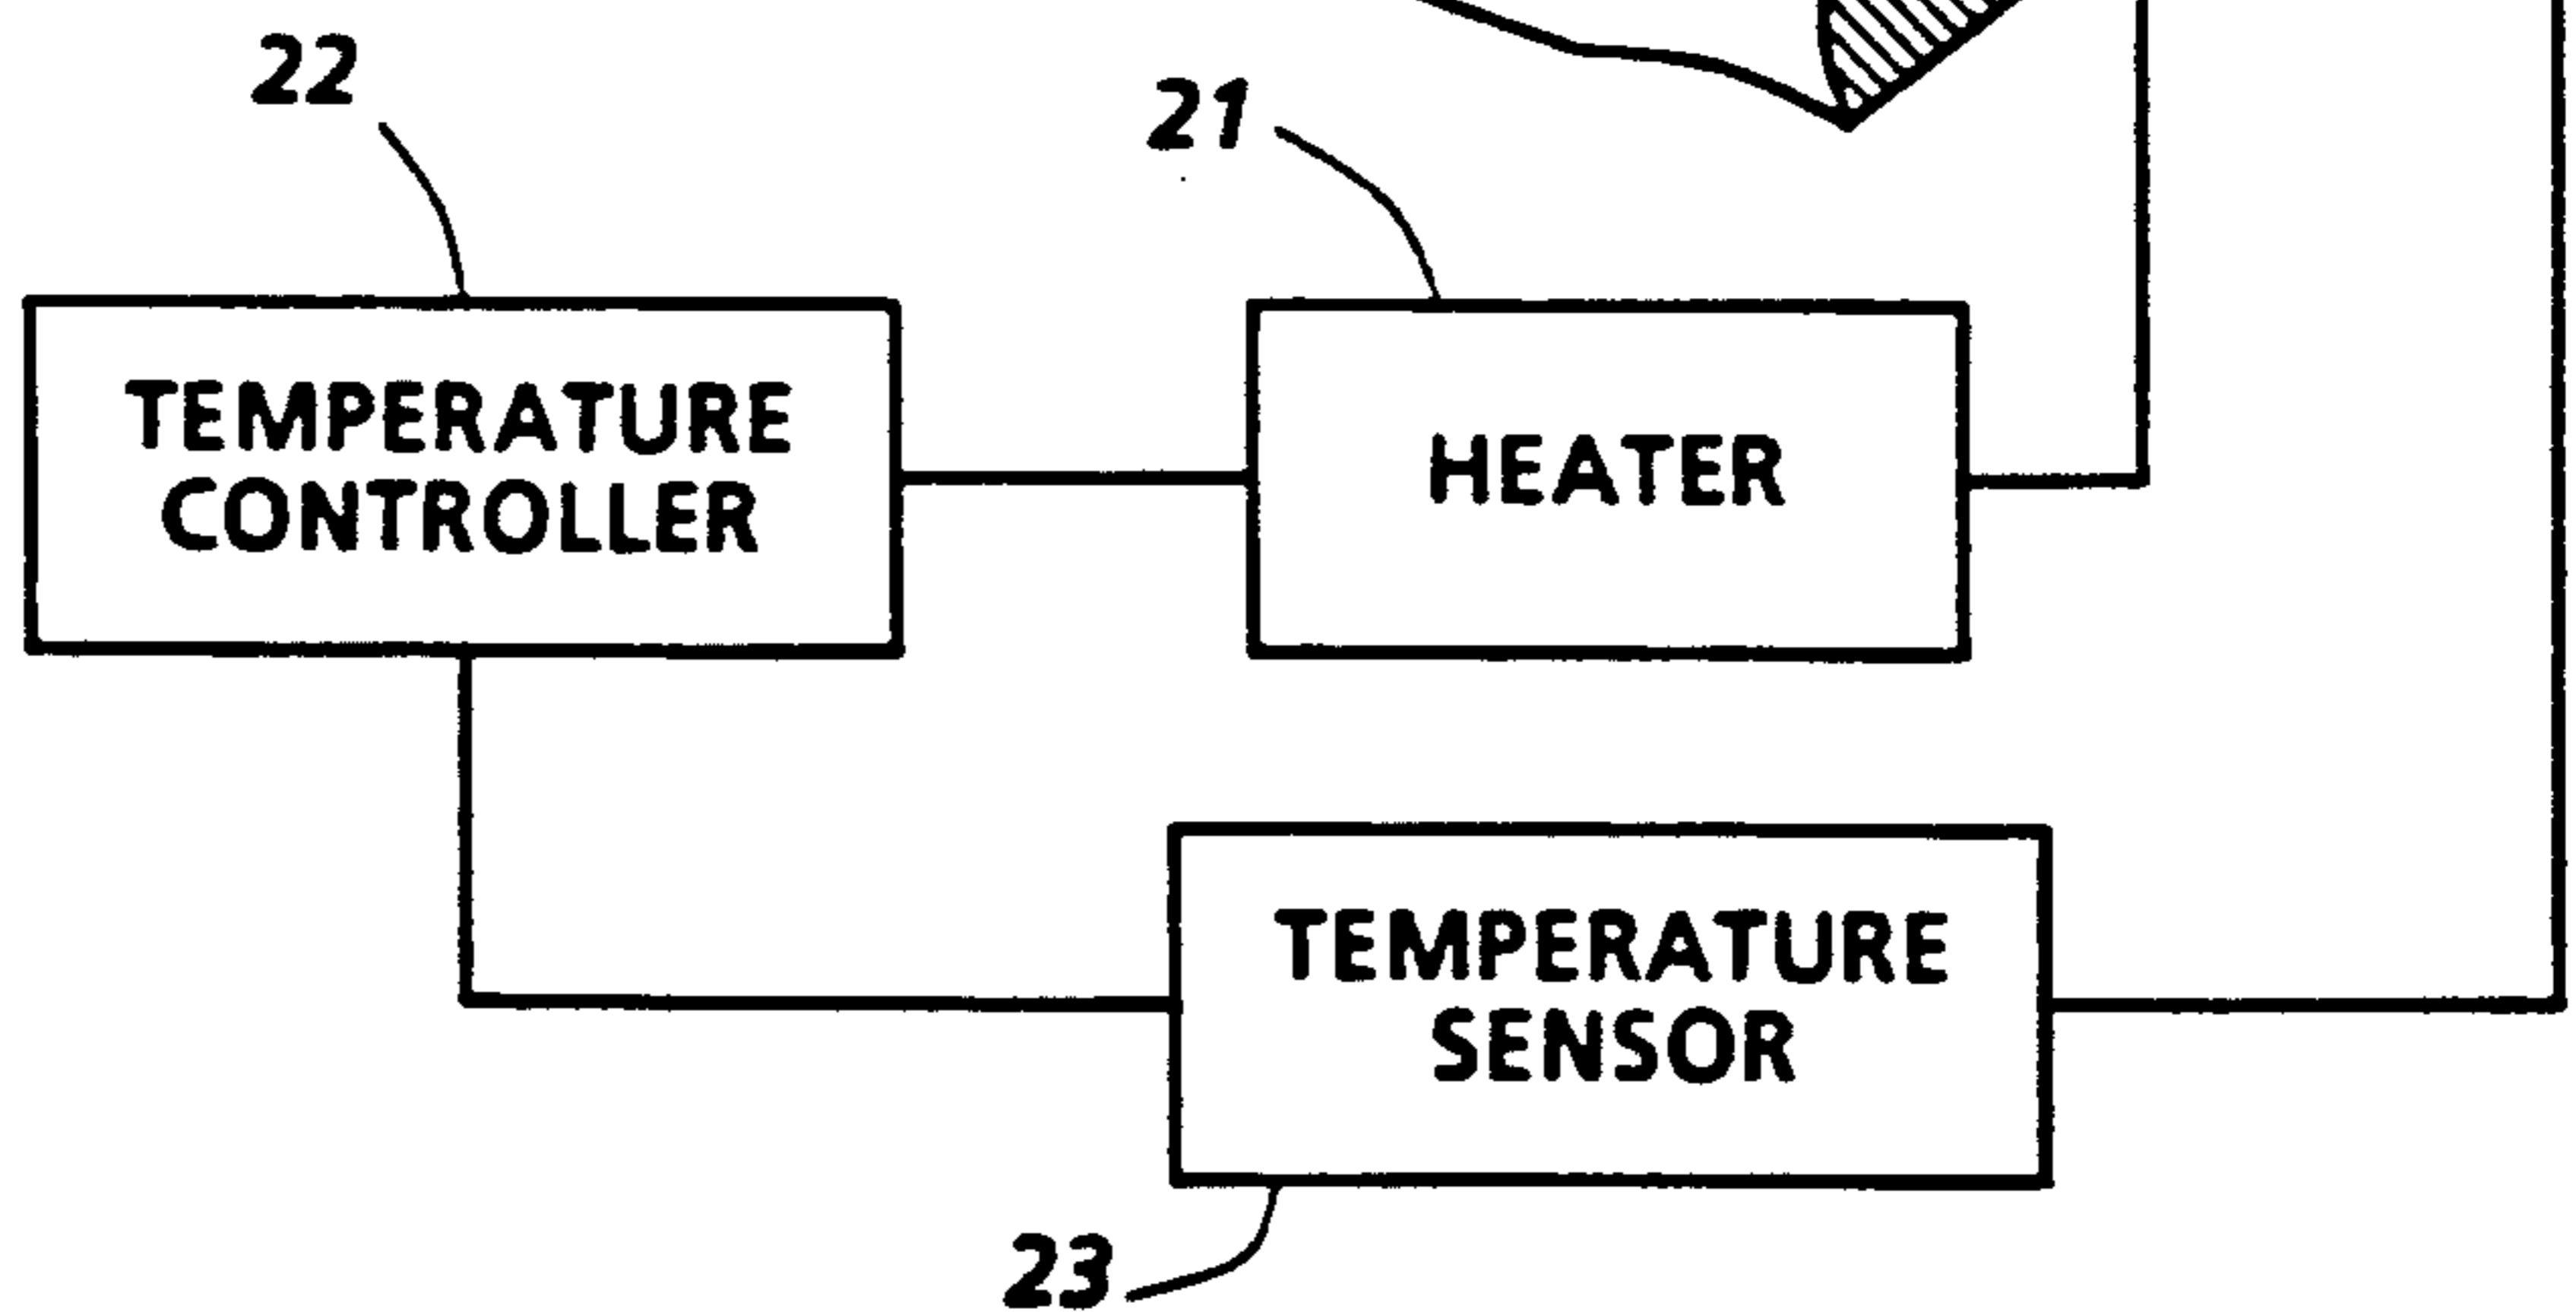 22
21
TEMPERATURE
CONTROLLER
HEATER
TEMPERATURE
SENSOR
23